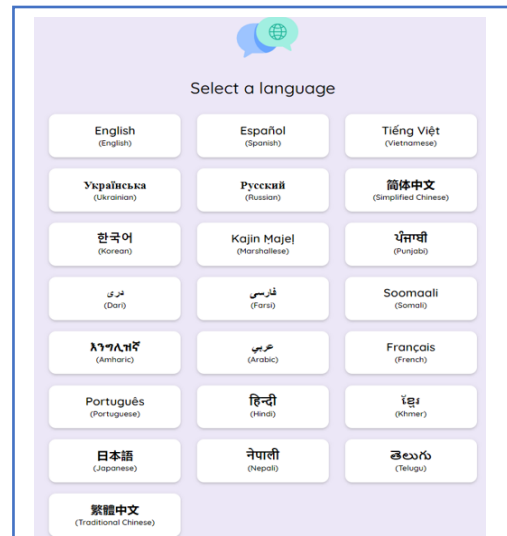 Select a language
English
(English)
Español
(Spanish)
Tiếng Việt
(Vietnamese)
Українська
(Ukrainian)
Русский
(Russian)
简体中文
(Simplified Chinese)
한국어
(Korean)
Kajin Ṃajeḷ
(Marshallese)
ਪੰਜਾਬੀ
(Punjabi)
دری
(Dari)
فارسی
(Farsi)
Soomaali
(Somali)
እንግሊዝኛ
(Amharic)
عربي
(Arabic)
Français
(French)
Português
(Portuguese)
हिन्दी
(Hindi)
ខ្មែរ
(Khmer)
日本語
(Japanese)
नेपाली
(Nepali)
తెలుగు
(Telugu)
繁體中文
(Traditional Chinese)